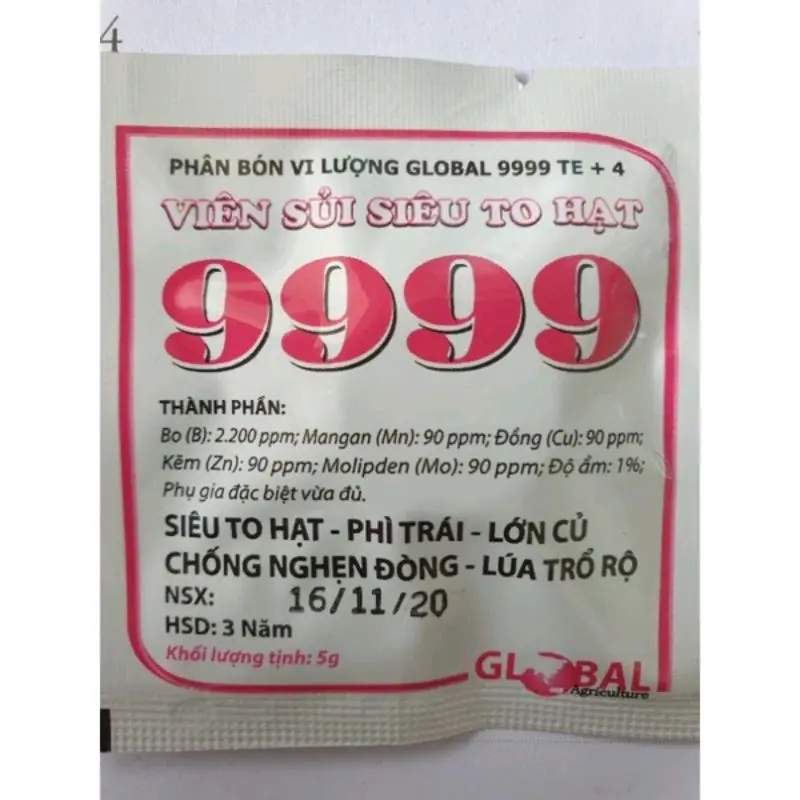 4
PHÂN BÓN VI LƯỢNG GLOBAL 9999 TE + 4
VIÊN SỦI SIÊU TO HẠT
9999
THÀNH PHẦN:
Bo (B): 2.200 ppm; Mangan (Mn): 90 ppm; Đồng (Cu): 90 ppm;
Kẽm (Zn): 90 ppm; Molipden (Mo): 90 ppm; Độ ẩm: 1%;
Phụ gia đặc biệt vừa đủ.
SIÊU TO HẠT - PHÌ TRÁI - LỚN CỦ
CHỐNG NGHẸN ĐÒNG - LÚA TRỔ RỘ
NSX: 16/11/20
HSD: 3 Năm
Khối lượng tịnh: 5g
GLOBAL
Agriculture